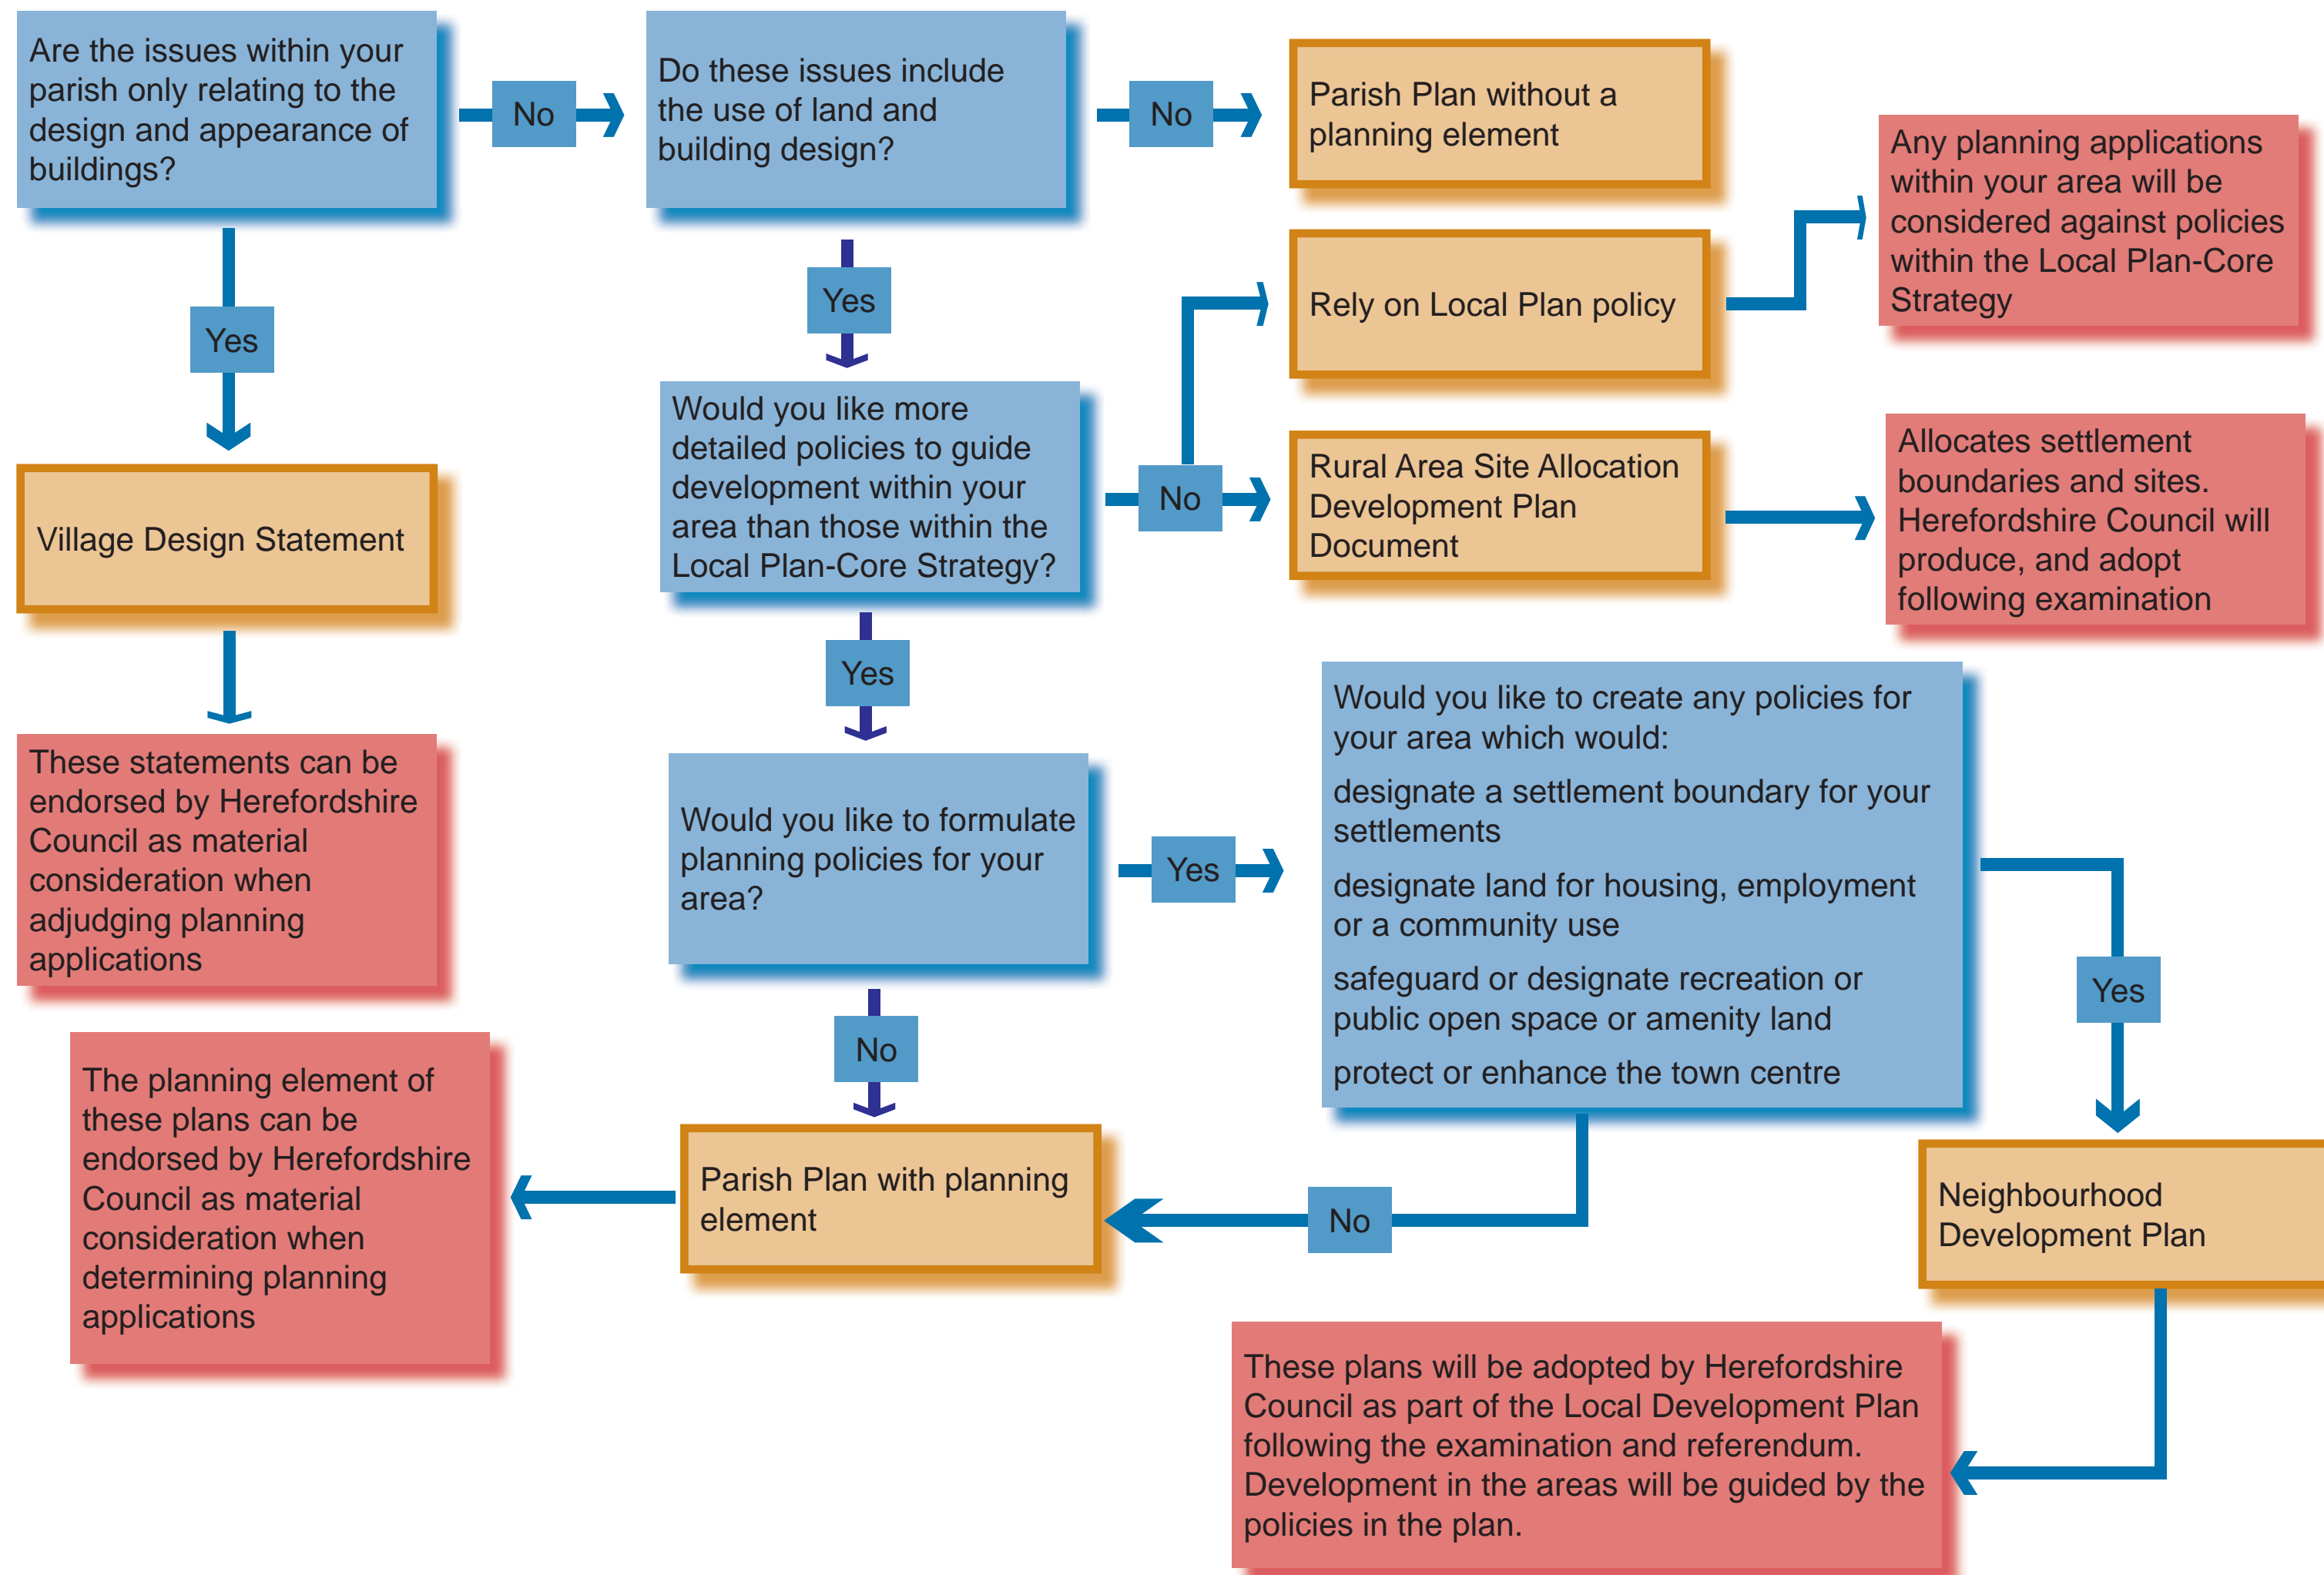 Are the issues within your
parish only relating to the
design and appearance of
buildings?
No
Do these issues include
the use of land and
building design?
No
Parish Plan without a
planning element
Any planning applications
within your area will be
considered against policies
within the Local Plan-Core
Strategy
Yes
Yes
Rely on Local Plan policy
Would you like more
detailed policies to guide
development within your
area than those within the
Local Plan-Core Strategy?
No
Rural Area Site Allocation
Development Plan
Document
Allocates settlement
boundaries and sites.
Herefordshire Council will
produce, and adopt
following examination
Village Design Statement
Yes
These statements can be
endorsed by Herefordshire
Council as material
consideration when
adjudging planning
applications
Would you like to formulate
planning policies for your
area?
Yes
Would you like to create any policies for
your area which would:
designate a settlement boundary for your
settlements
designate land for housing, employment
or a community use
safeguard or designate recreation or
public open space or amenity land
protect or enhance the town centre
Yes
No
The planning element of
these plans can be
endorsed by Herefordshire
Council as material
consideration when
determining planning
applications
Parish Plan with planning
element
No
Neighbourhood
Development Plan
These plans will be adopted by Herefordshire
Council as part of the Local Development Plan
following the examination and referendum.
Development in the areas will be guided by the
policies in the plan.